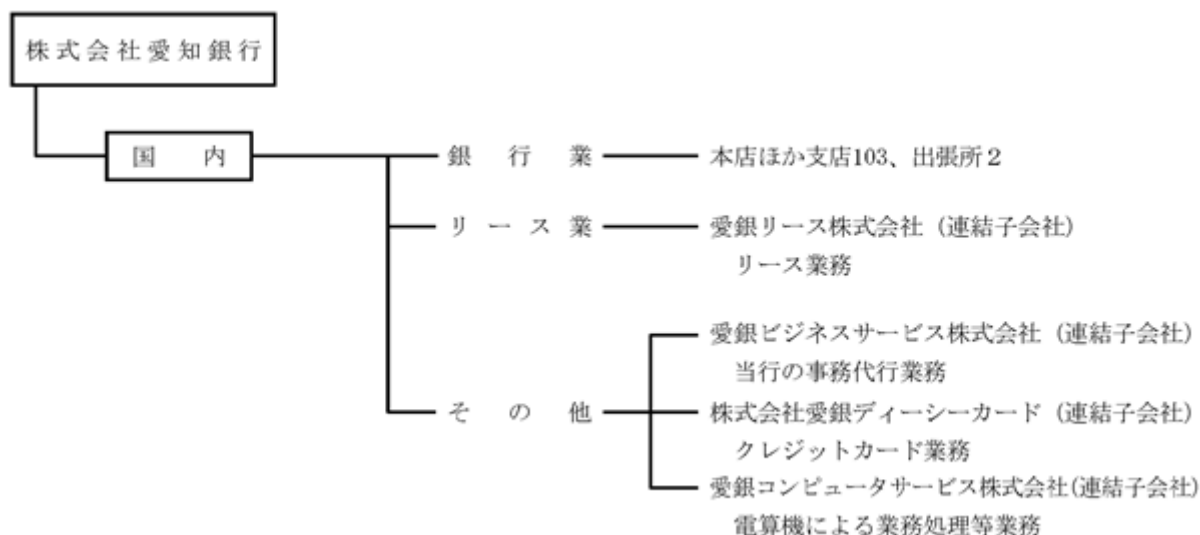 株式会社愛知銀行
国　内
銀行業
本店ほか支店103、出張所２
リース業
愛銀リース株式会社（連結子会社）
リース業務
愛銀ビジネスサービス株式会社（連結子会社）
当行の事務代行業務
その他
株式会社愛銀ディーシーカード（連結子会社）
クレジットカード業務
愛銀コンピュータサービス株式会社(連結子会社)
電算機による業務処理等業務